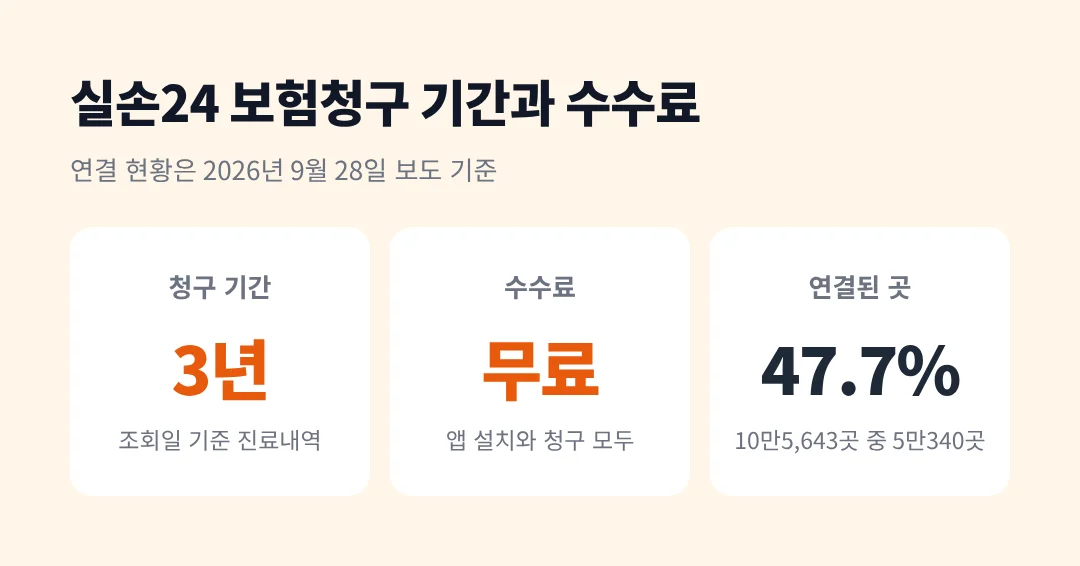 실손24 보험청구 기간과 수수료
연결 현황은 2026년 9월 28일 보도 기준
청구 기간
3년
조회일 기준 진료내역
수수료
무료
앱 설치와 청구 모두
연결된 곳
47.7%
10만5,643곳 중 5만340곳